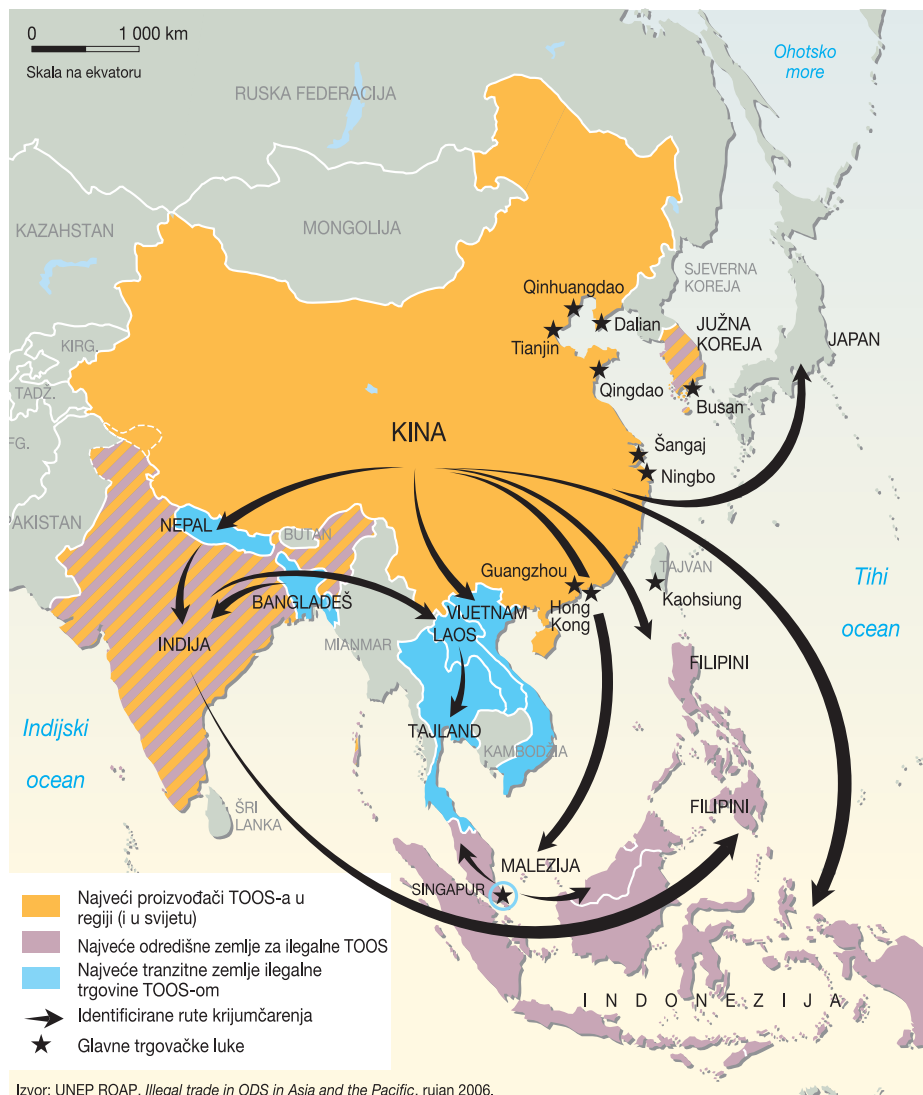 0 1 000 km
Skala na ekvatoru
Ohotsko
more
RUSKA FEDERACIJA
KAZAHSTAN
MONGOLIJA
SJEVERNA
KOREJA
Qinhuangdao
Dalian
Tianjin
JUŽNA
KOREJA
JAPAN
KIRG.
TADŽ.
FG.
Qingdao
Busan
KINA
Šangaj
Ningbo
PAKISTAN
NEPAL
BUTAN
TAJVAN
Guangzhou
Hong
Kong
Kaohsiung
Tihi
ocean
BANGLADEŠ
VIJETNAM
LAOS
INDIJA
MIANMAR
FILIPINI
TAJLAND
KAMBODZIA
Indijski
ocean
ŠRI
LANKA
FILIPINI
MALEZIJA
SINGAPUR
INDONEZIJA
Najveći proizvođači TOOS-a u
regiji (i u svijetu)
Najveće odredišne zemlje za ilegalne TOOS
Najveće tranzitne zemlje ilegalne
trgovine TOOS-om
Identificirane rute krijumčarenja
Glavne trgovačke luke
Izvor: UNEP ROAP, Illegal trade in ODS in Asia and the Pacific, rujan 2006.